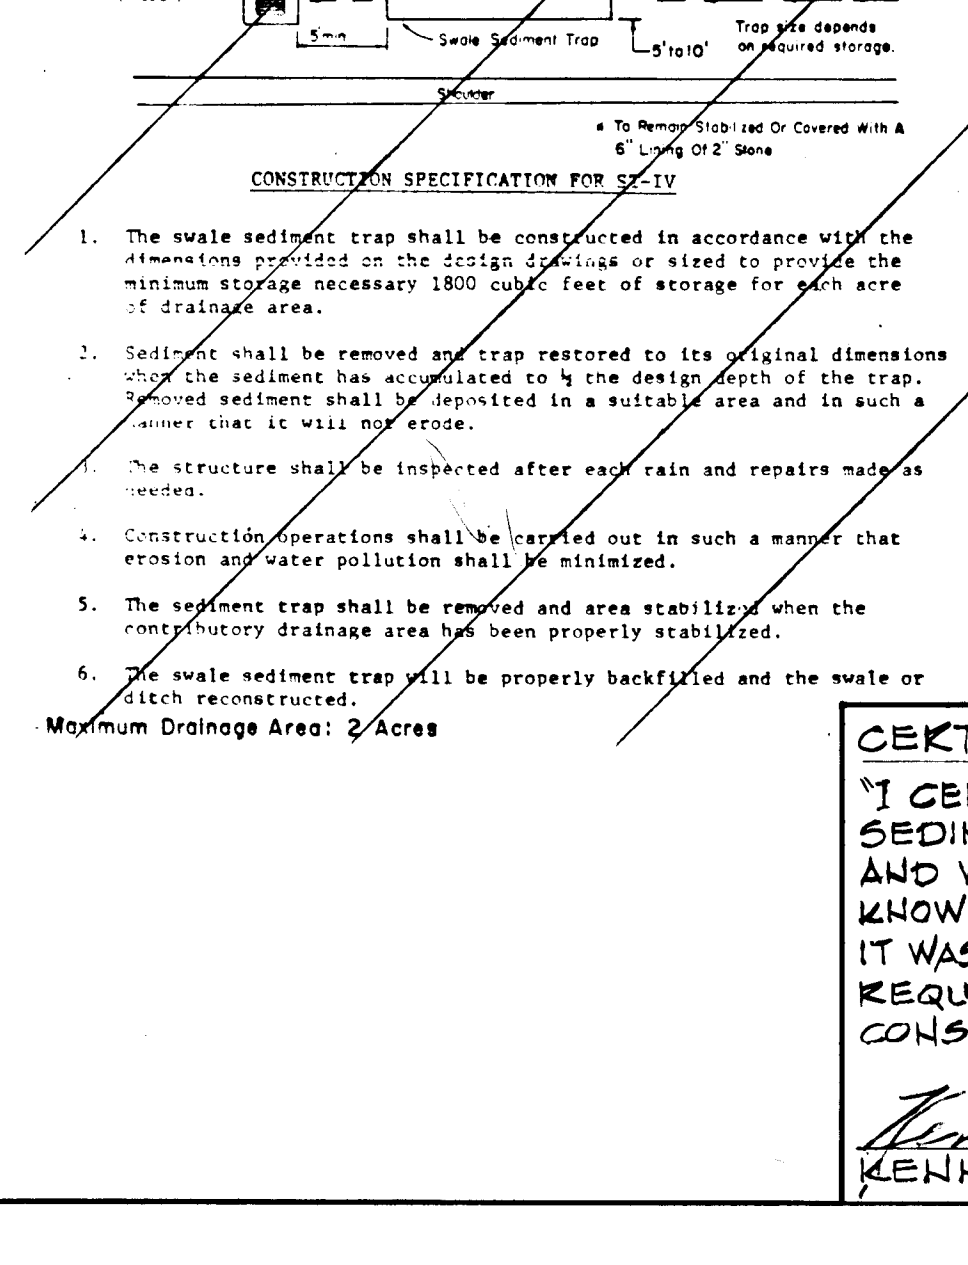 5' min
Swale Sediment Trap
5' to 10'
Trap size depends
on required storage.
Shoulder
To Remain Stabilized Or Covered With A
6" Lining Of 2" Stone
CONSTRUCTION SPECIFICATION FOR ST-IV
1. The swale sediment trap shall be constructed in accordance with the
dimensions provided on the design drawings or sized to provide the
minimum storage necessary 1800 cubic feet of storage for each acre
of drainage area.
2. Sediment shall be removed and trap restored to its original dimensions
when the sediment has accumulated to the design depth of the trap.
Removed sediment shall be deposited in a suitable area and in such a
manner that it will not erode.
3. The structure shall be inspected after each rain and repairs made as
needed.
4. Construction operations shall be carried out in such a manner that
erosion and water pollution shall be minimized.
5. The sediment trap shall be removed and area stabilized when the
contributory drainage area has been properly stabilized.
6. The swale sediment trap will be properly backfilled and the swale or
ditch reconstructed.
Maximum Drainage Area: 2 Acres
CERT
"I CE
SEDI
AND
KNOW
IT WAS
REQU
CONS
KEN